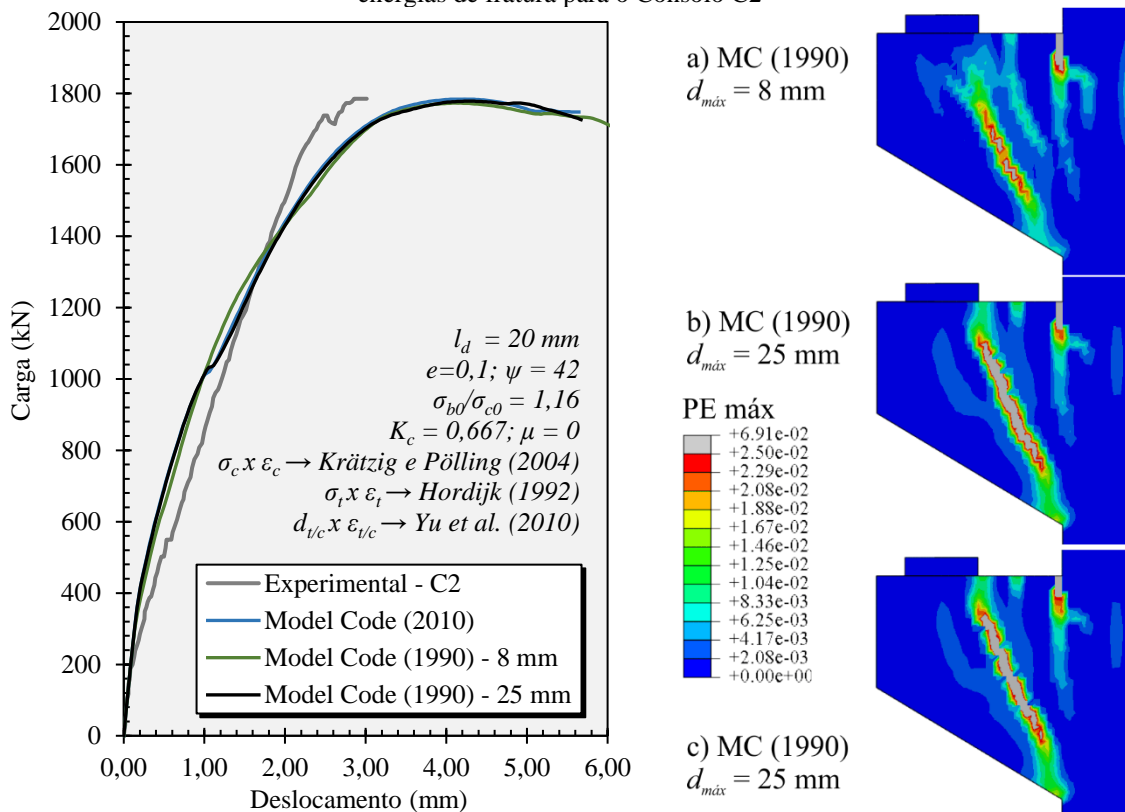 energias de fratura para o Consolo C2
2000
1800
1600
1400
1200
1000
800
600
400
200
0
Carga (kN)
l_d = 20 mm
e=0,1; ψ = 42
σ_b0/σ_c0 = 1,16
K_c = 0,667; μ = 0
σ_c x ε_c → Krätzig e Pölling (2004)
σ_t x ε_t → Hordijk (1992)
d_t/c x ε_t/c → Yu et al. (2010)
Experimental - C2
Model Code (2010)
Model Code (1990) - 8 mm
Model Code (1990) - 25 mm
0,00 1,00 2,00 3,00 4,00 5,00 6,00
Deslocamento (mm)
a) MC (1990)
d_máx = 8 mm
b) MC (1990)
d_máx = 25 mm
PE máx
+6.91e-02
+2.50e-02
+2.29e-02
+2.08e-02
+1.88e-02
+1.67e-02
+1.46e-02
+1.25e-02
+1.04e-02
+8.33e-03
+6.25e-03
+4.17e-03
+2.08e-03
+0.00e+00
c) MC (1990)
d_máx = 25 mm